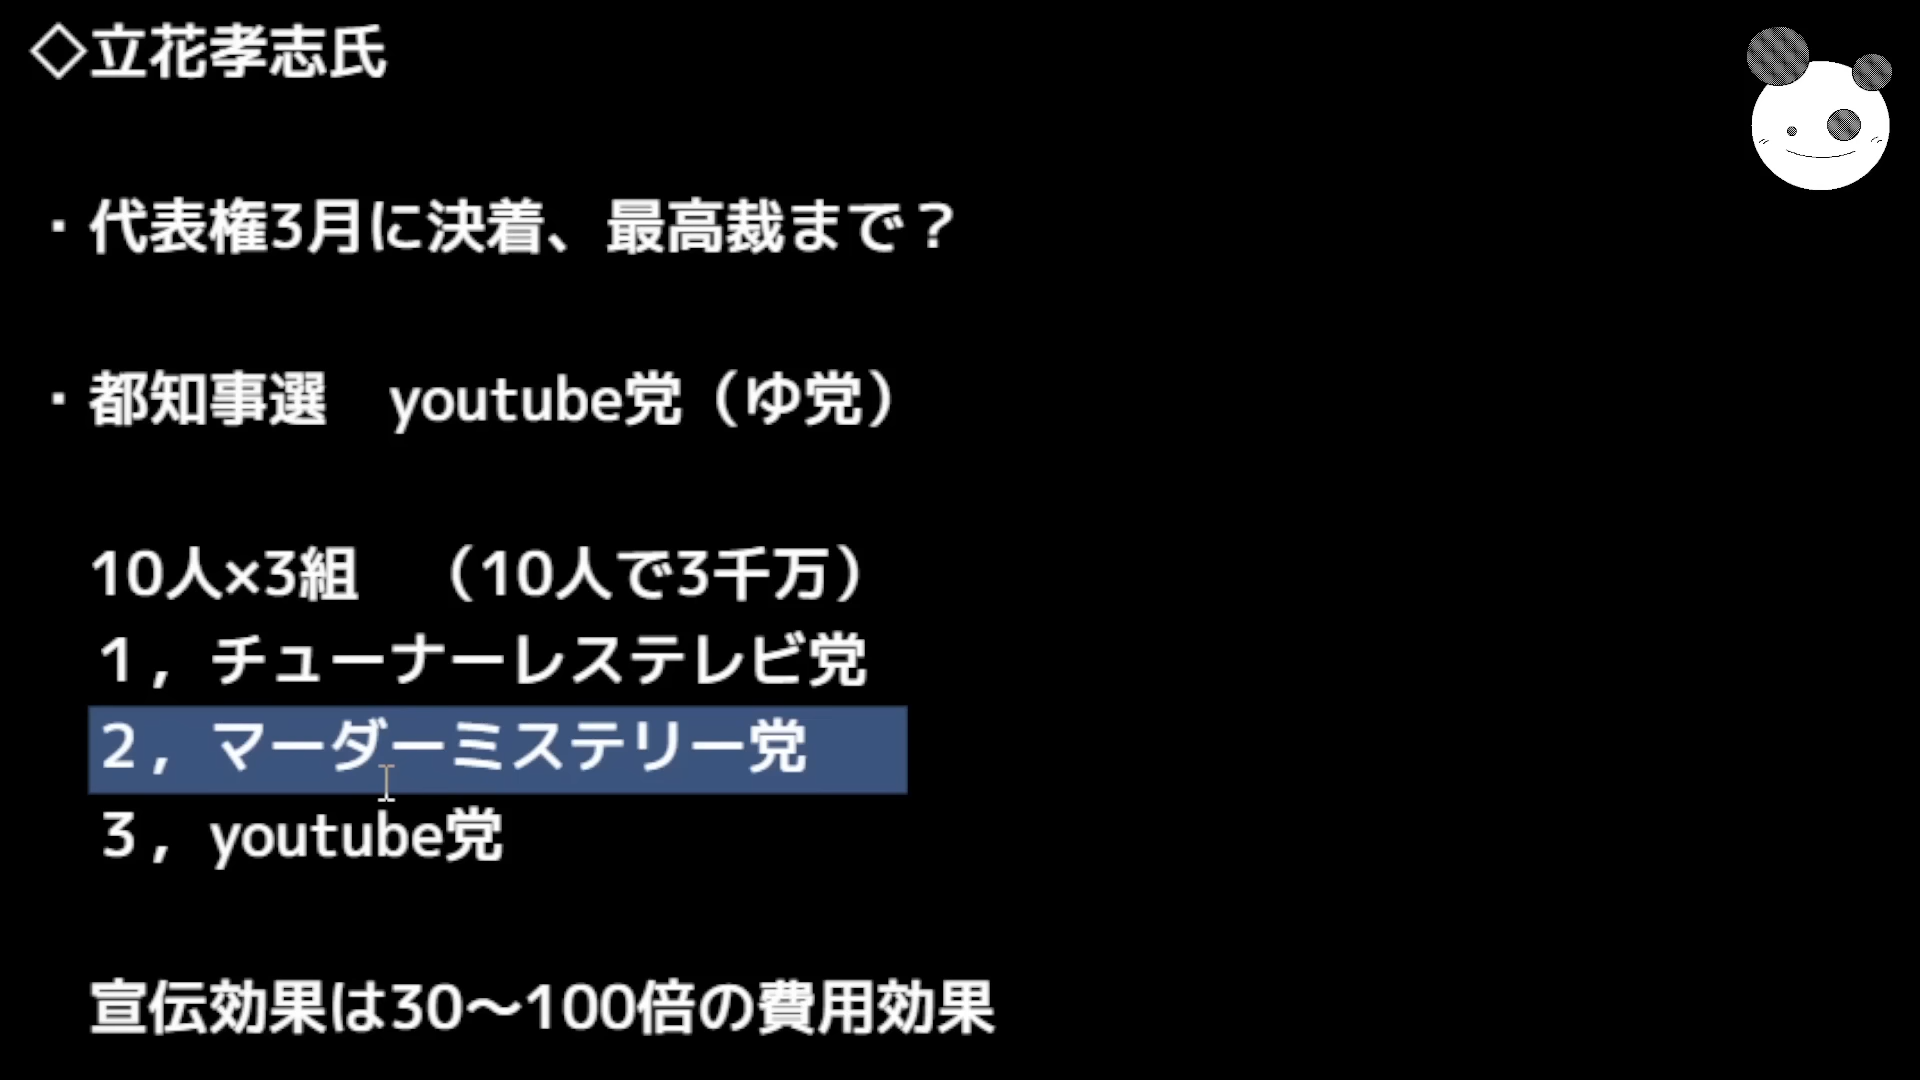 ◇立花孝志氏
・代表権3月に決着、最高裁まで？
・都知事選　youtube党（ゆ党）
10人×3組　（10人で3千万）
１，チューナーレステレビ党
２，マーダーミステリー党
３，youtube党
宣伝効果は30～100倍の費用効果